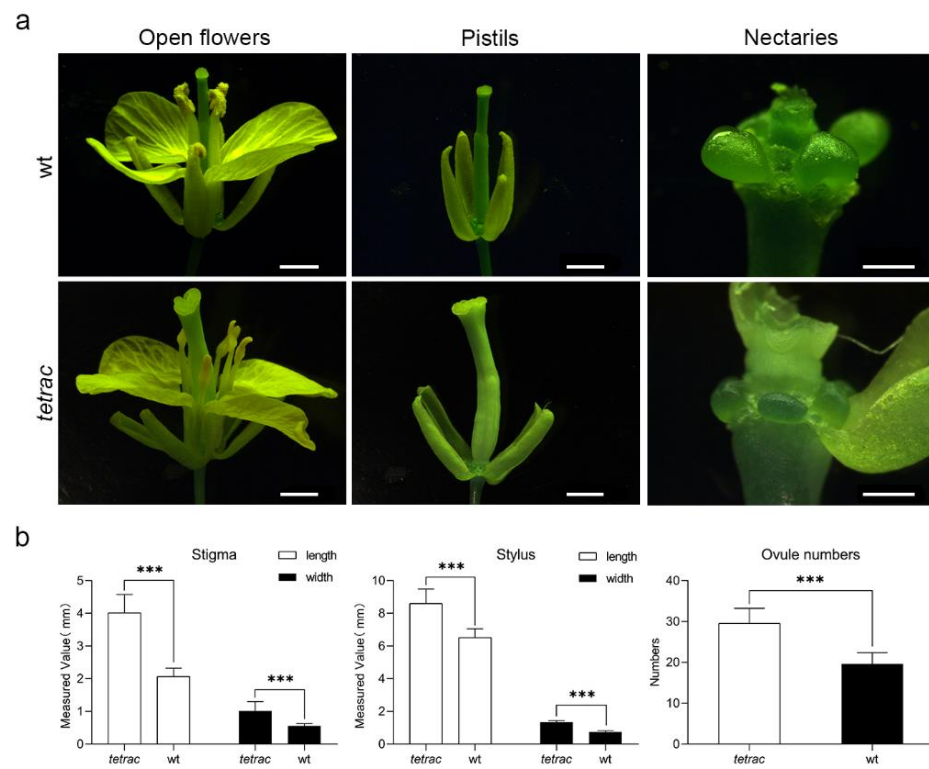 a
Open flowers
Pistils
Nectaries
wt
tetrac
b
Stigma
length
width
Measured Value( mm)
5
4
3
2
1
0
***
***
tetrac
wt
tetrac
wt
Stylus
length
width
Measured Value( mm)
10
8
6
4
2
0
***
***
tetrac
wt
tetrac
wt
Ovule numbers
Numbers
40
30
20
10
0
***
tetrac
wt